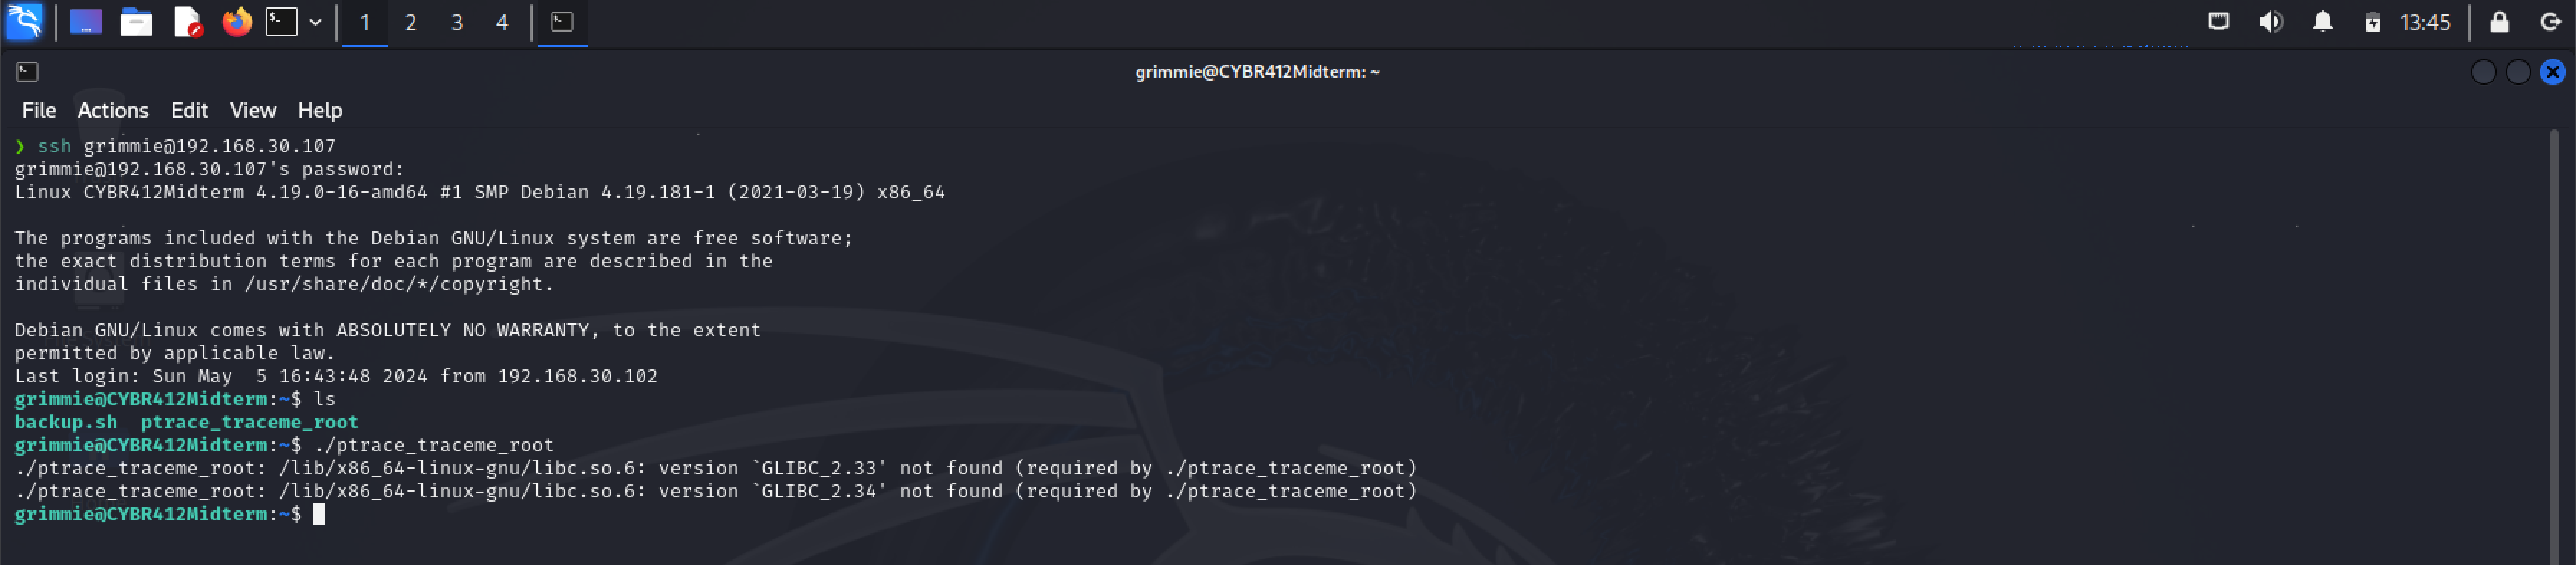 1 2 3 4 13:45
grimmie@CYBR412Midterm: ~
File Actions Edit View Help
❯ ssh grimmie@192.168.30.107
grimmie@192.168.30.107's password:
Linux CYBR412Midterm 4.19.0-16-amd64 #1 SMP Debian 4.19.181-1 (2021-03-19) x86_64
The programs included with the Debian GNU/Linux system are free software;
the exact distribution terms for each program are described in the
individual files in /usr/share/doc/*/copyright.
Debian GNU/Linux comes with ABSOLUTELY NO WARRANTY, to the extent
permitted by applicable law.
Last login: Sun May  5 16:43:48 2024 from 192.168.30.102
grimmie@CYBR412Midterm:~$ ls
backup.sh  ptrace_traceme_root
grimmie@CYBR412Midterm:~$ ./ptrace_traceme_root
./ptrace_traceme_root: /lib/x86_64-linux-gnu/libc.so.6: version `GLIBC_2.33' not found (required by ./ptrace_traceme_root)
./ptrace_traceme_root: /lib/x86_64-linux-gnu/libc.so.6: version `GLIBC_2.34' not found (required by ./ptrace_traceme_root)
grimmie@CYBR412Midterm:~$